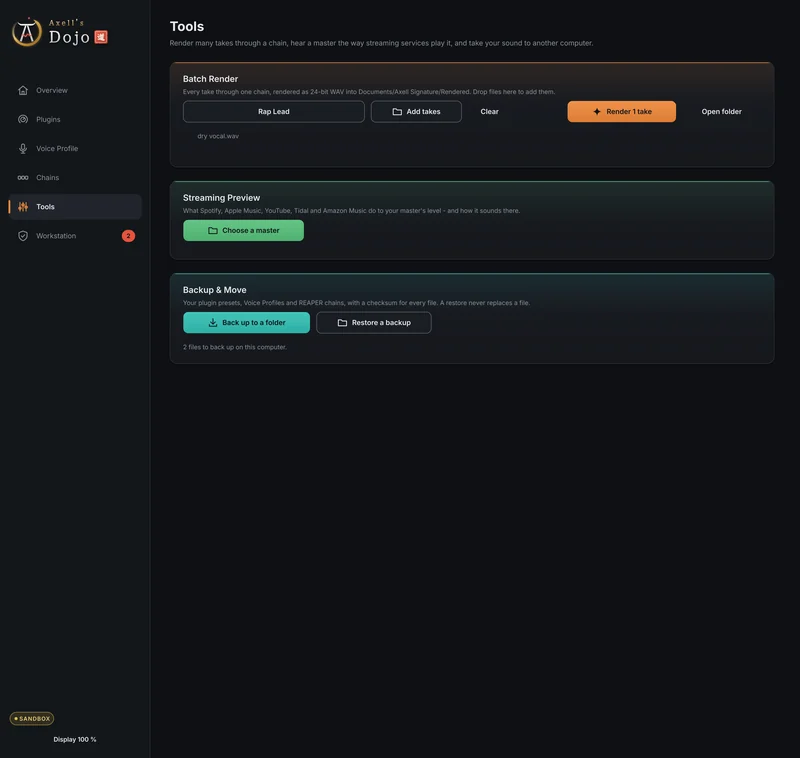 Axell's
Dojo 道
Overview
Plugins
Voice Profile
Chains
Tools
Workstation
2
SANDBOX
Display 100 %
Tools
Render many takes through a chain, hear a master the way streaming services play it, and take your sound to another computer.
Batch Render
Every take through one chain, rendered as 24-bit WAV into Documents/Axell Signature/Rendered. Drop files here to add them.
Rap Lead
Add takes
Clear
Render 1 take
Open folder
dry vocal.wav
Streaming Preview
What Spotify, Apple Music, YouTube, Tidal and Amazon Music do to your master's level - and how it sounds there.
Choose a master
Backup & Move
Your plugin presets, Voice Profiles and REAPER chains, with a checksum for every file. A restore never replaces a file.
Back up to a folder
Restore a backup
2 files to back up on this computer.